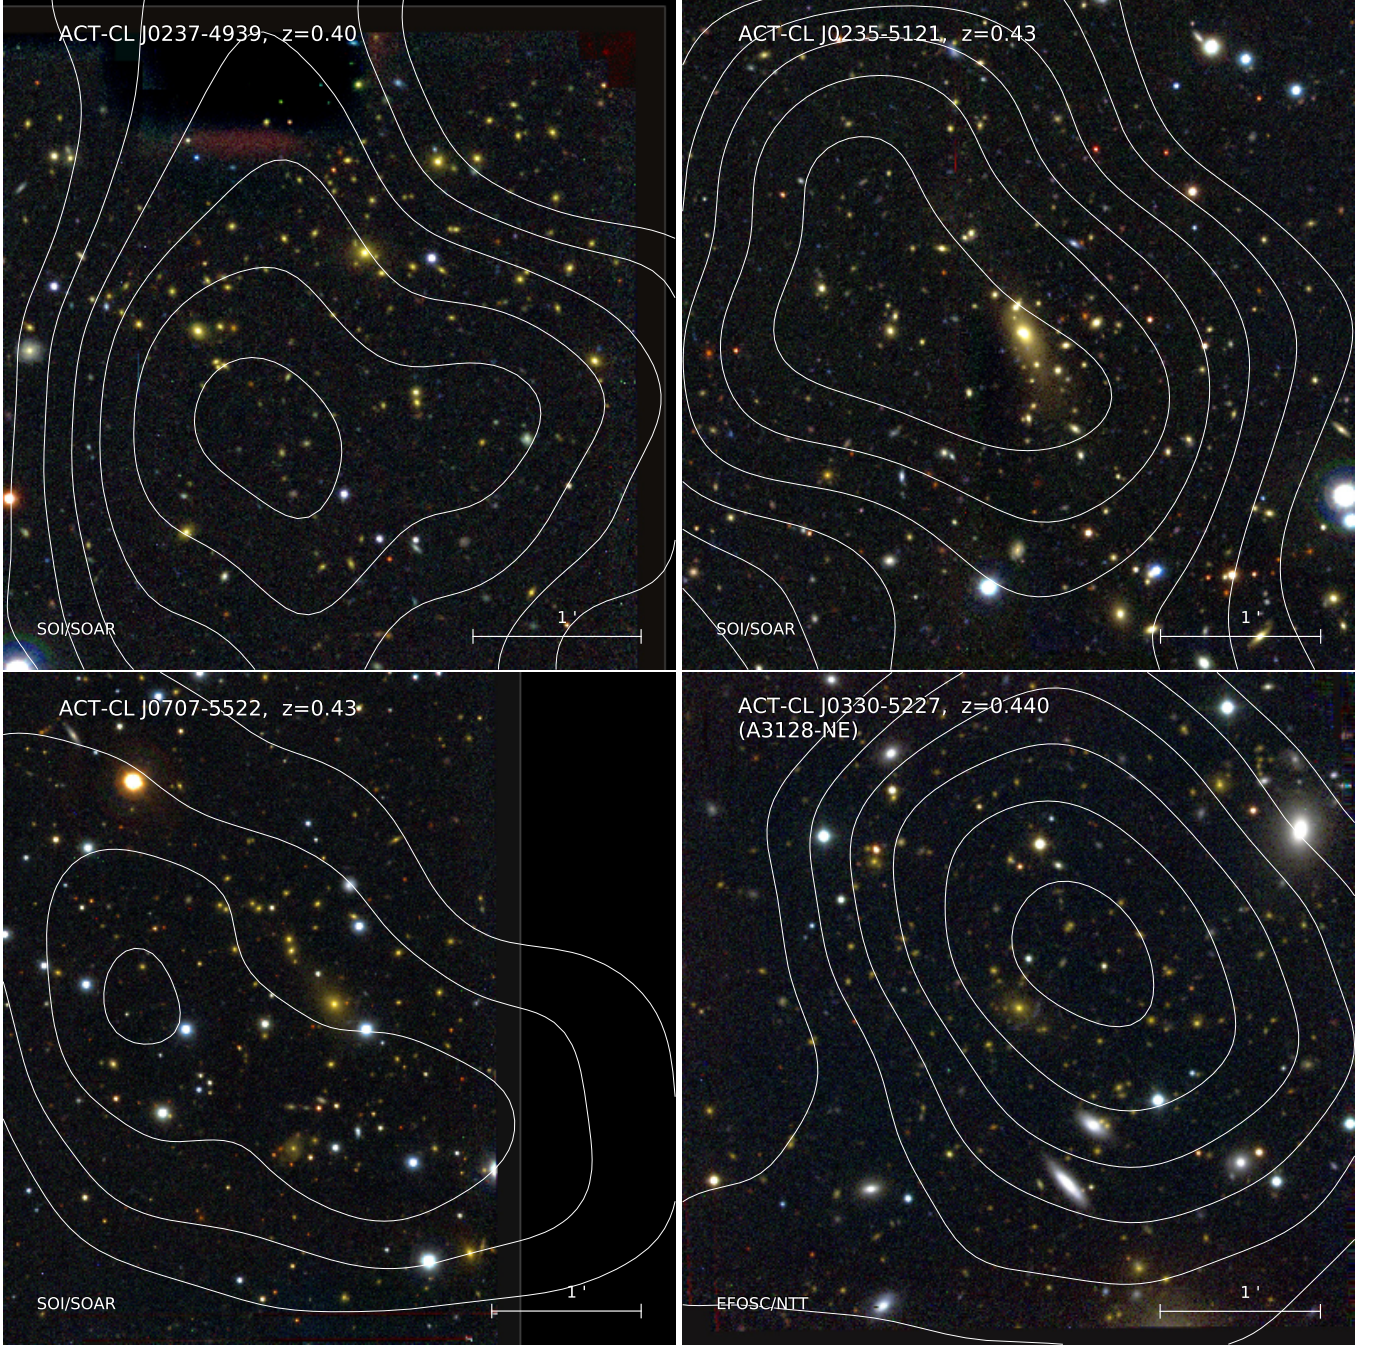 ACT-CL J0237-4939, z=0.40
SOI/SOAR
1 '
ACT-CL J0235-5121, z=0.43
SOI/SOAR
1 '
ACT-CL J0707-5522, z=0.43
SOI/SOAR
1 '
ACT-CL J0330-5227, z=0.440
(A3128-NE)
EFOSC/NTT
1 '